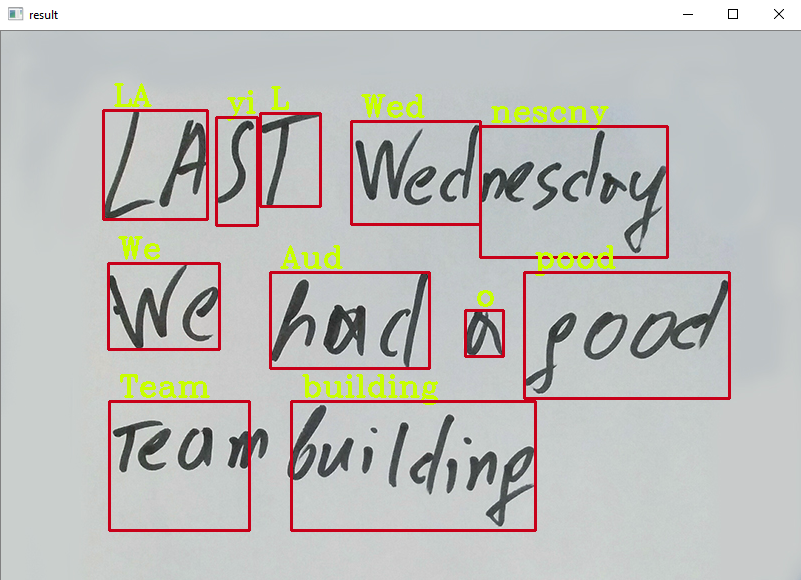 result
LA yi L Wed nescny
LAST Wednesday
We Aud o pood
We had a good
Team building
Team building